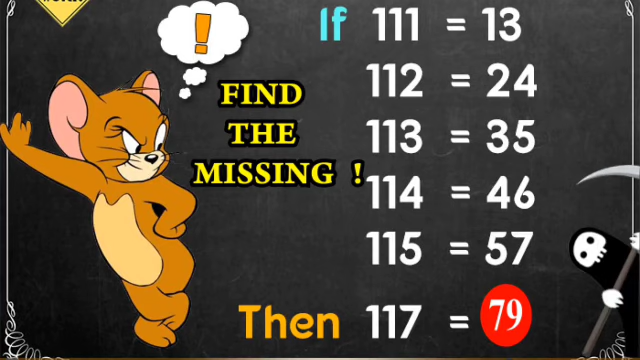 !
If 111 = 13
112 = 24
FIND
THE
MISSING !
113 = 35
114 = 46
115 = 57
Then 117 = 79